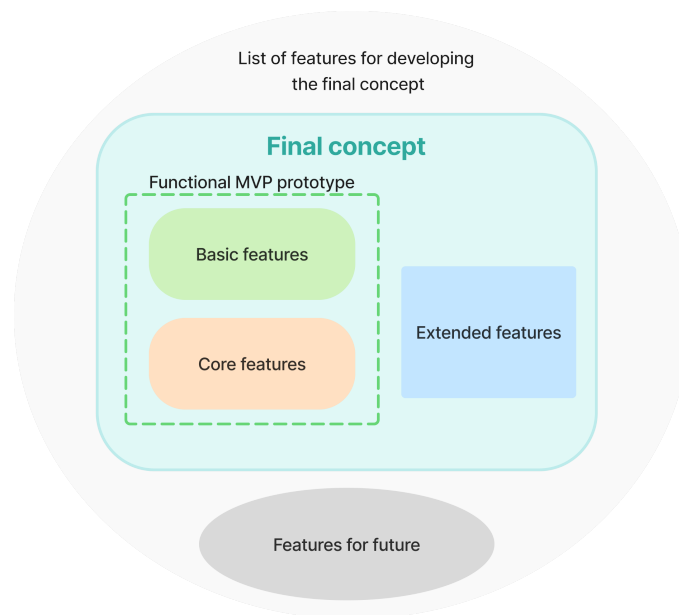 List of features for developing
the final concept
Final concept
Functional MVP prototype
Basic features
Core features
Extended features
Features for future